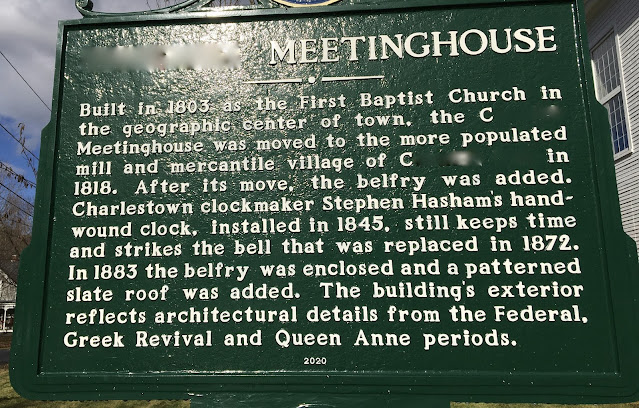 MEETINGHOUSE
Built in 1803 as the First Baptist Church in
the geographic center of town, the C
Meetinghouse was moved to the more populated
mill and mercantile village of C in
1818. After its move, the belfry was added.
Charlestown clockmaker Stephen Hasham's hand-
wound clock, installed in 1845, still keeps time
and strikes the bell that was replaced in 1872.
In 1883 the belfry was enclosed and a patterned
slate roof was added. The building's exterior
reflects architectural details from the Federal,
Greek Revival and Queen Anne periods.
2020